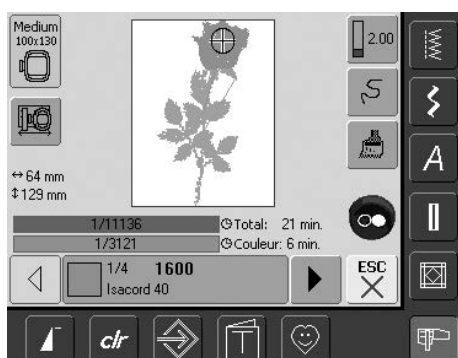 Medium
100x130
2.00
A
↔ 64 mm
↕ 129 mm
1/11136 Total: 21 min.
1/3121 Couleur: 6 min.
1/4 1600
Isacord 40
ESC
clr